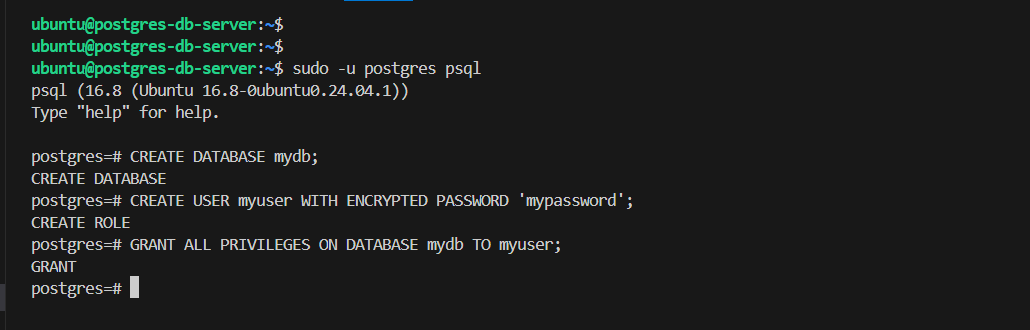 ubuntu@postgres-db-server:~$
ubuntu@postgres-db-server:~$
ubuntu@postgres-db-server:~$ sudo -u postgres psql
psql (16.8 (Ubuntu 16.8-0ubuntu0.24.04.1))
Type "help" for help.

postgres=# CREATE DATABASE mydb;
CREATE DATABASE
postgres=# CREATE USER myuser WITH ENCRYPTED PASSWORD 'mypassword';
CREATE ROLE
postgres=# GRANT ALL PRIVILEGES ON DATABASE mydb TO myuser;
GRANT
postgres=#